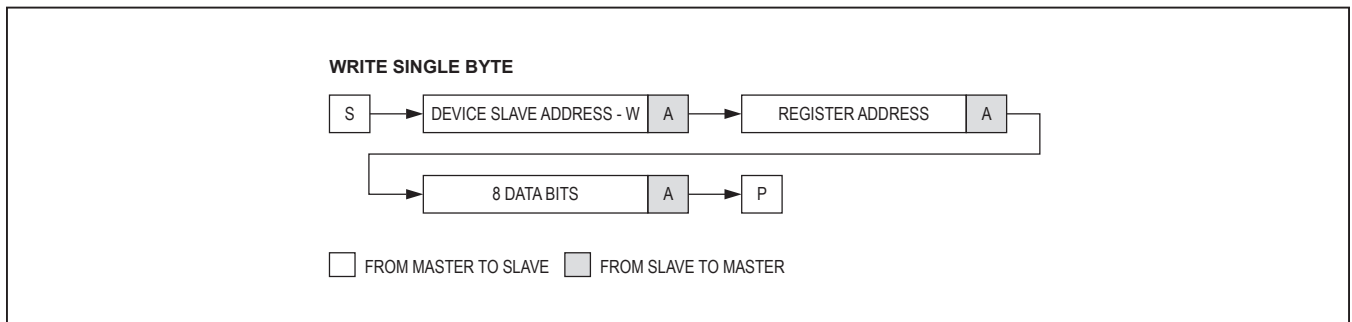 WRITE SINGLE BYTE
S DEVICE SLAVE ADDRESS - W A REGISTER ADDRESS A
8 DATA BITS A P
FROM MASTER TO SLAVE FROM SLAVE TO MASTER